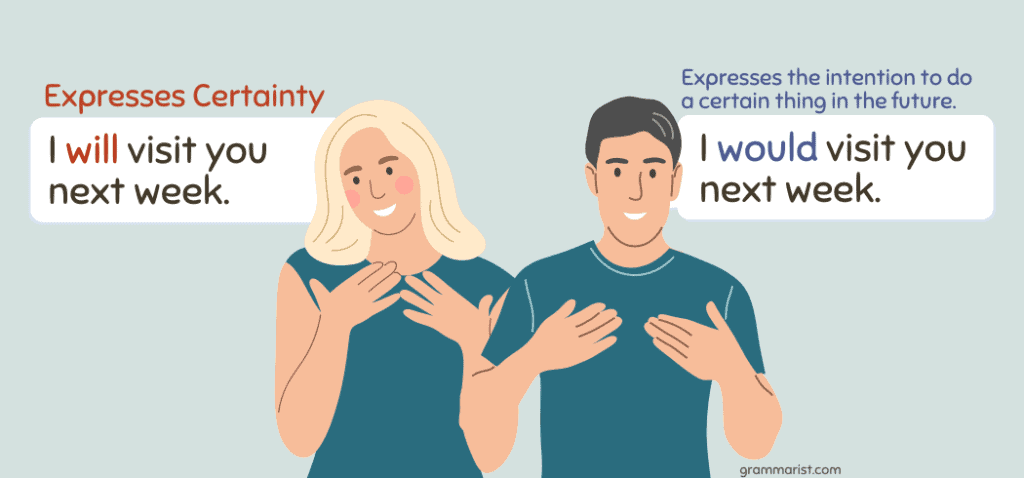 Expresses Certainty
I will visit you
next week.
Expresses the intention to do
a certain thing in the future.
I would visit you
next week.
grammarist.com